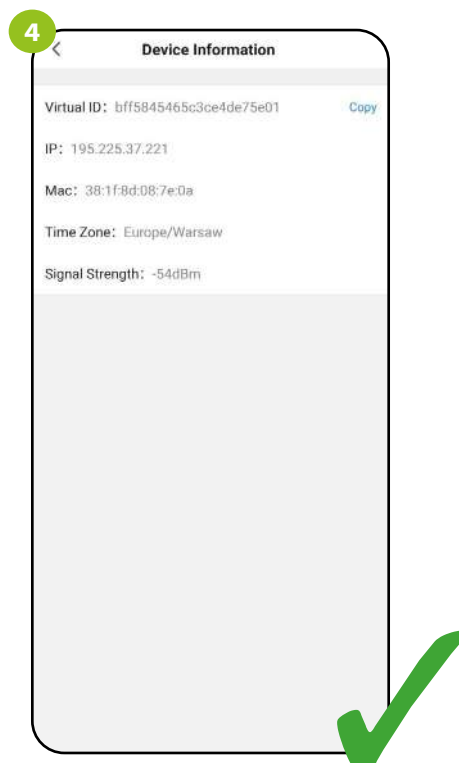 4
Device Information
Virtual ID: bff5845465c3ce4de75e01 Copy
IP: 195.225.37.221
Mac: 38:1f:8d:08:7e:0a
Time Zone: Europe/Warsaw
Signal Strength: -54dBm